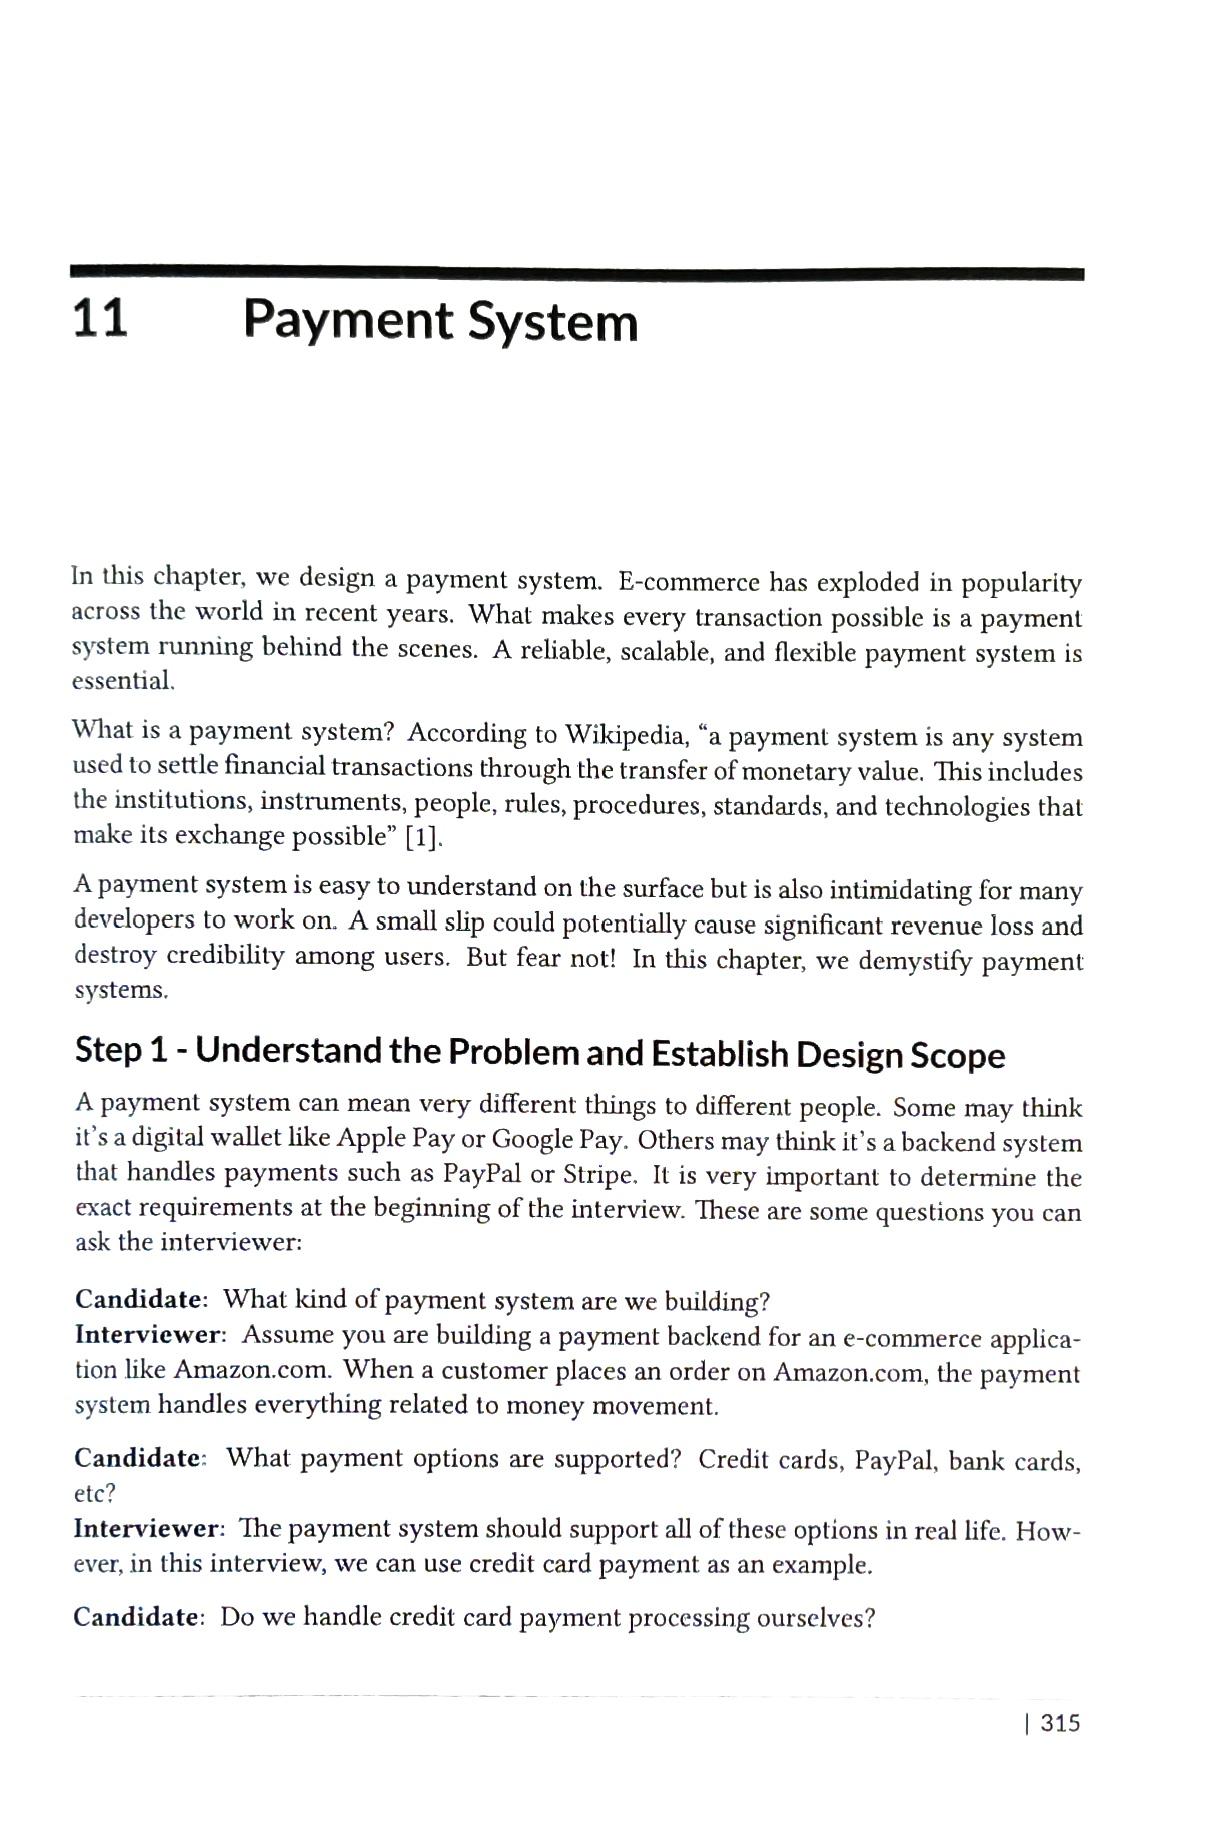 11 Payment System
In this chapter, we design a payment system. E-commerce has exploded in popularity
across the world in recent years. What makes every transaction possible is a payment
system running behind the scenes. A reliable, scalable, and flexible payment system is
essential.
What is a payment system? According to Wikipedia, “a payment system is any system
used to settle financial transactions through the transfer of monetary value. This includes
the institutions, instruments, people, rules, procedures, standards, and technologies that
make its exchange possible” [1].
A payment system is easy to understand on the surface but is also intimidating for many
developers to work on. A small slip could potentially cause significant revenue loss and
destroy credibility among users. But fear not! In this chapter, we demystify payment
systems.
Step 1 - Understand the Problem and Establish Design Scope
A payment system can mean very different things to different people. Some may think
it’s a digital wallet like Apple Pay or Google Pay. Others may think it’s a backend system
that handles payments such as PayPal or Stripe. It is very important to determine the
exact requirements at the beginning of the interview. These are some questions you can
ask the interviewer:
Candidate: What kind of payment system are we building?
Interviewer: Assume you are building a payment backend for an e-commerce applica-
tion like Amazon.com. When a customer places an order on Amazon.com, the payment
system handles everything related to money movement.
Candidate: What payment options are supported? Credit cards, PayPal, bank cards,
etc?
Interviewer: The payment system should support all of these options in real life. How-
ever, in this interview, we can use credit card payment as an example.
Candidate: Do we handle credit card payment processing ourselves?
| 315